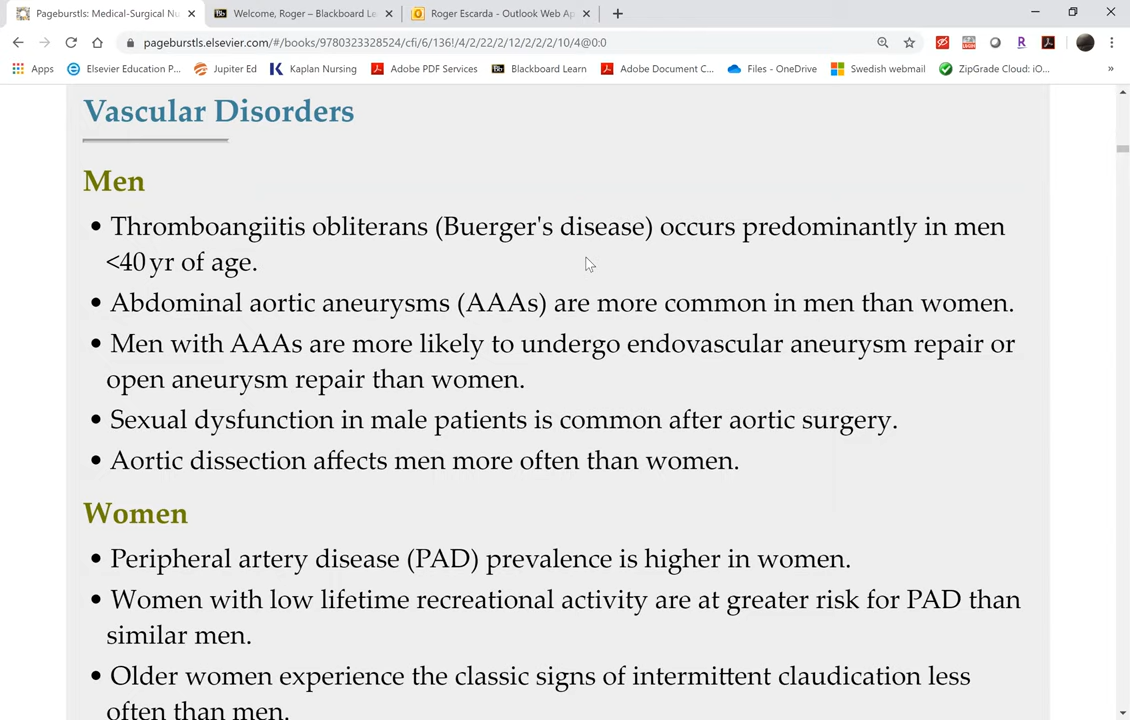 Pageburstls: Medical-Surgical Nu
Welcome, Roger – Blackboard Le
Roger Escarda - Outlook Web Ap
pageburstls.elsevier.com/#/books/9780323328524/cfi/6/136!/4/2/22/2/12/2/2/2/10/4@0:0
Apps Elsevier Education P... Jupiter Ed Kaplan Nursing Adobe PDF Services Blackboard Learn Adobe Document C... Files - OneDrive Swedish webmail ZipGrade Cloud: iO... »
Vascular Disorders
Men
• Thromboangiitis obliterans (Buerger's disease) occurs predominantly in men
<40 yr of age.
• Abdominal aortic aneurysms (AAAs) are more common in men than women.
• Men with AAAs are more likely to undergo endovascular aneurysm repair or
open aneurysm repair than women.
• Sexual dysfunction in male patients is common after aortic surgery.
• Aortic dissection affects men more often than women.
Women
• Peripheral artery disease (PAD) prevalence is higher in women.
• Women with low lifetime recreational activity are at greater risk for PAD than
similar men.
• Older women experience the classic signs of intermittent claudication less
often than men.